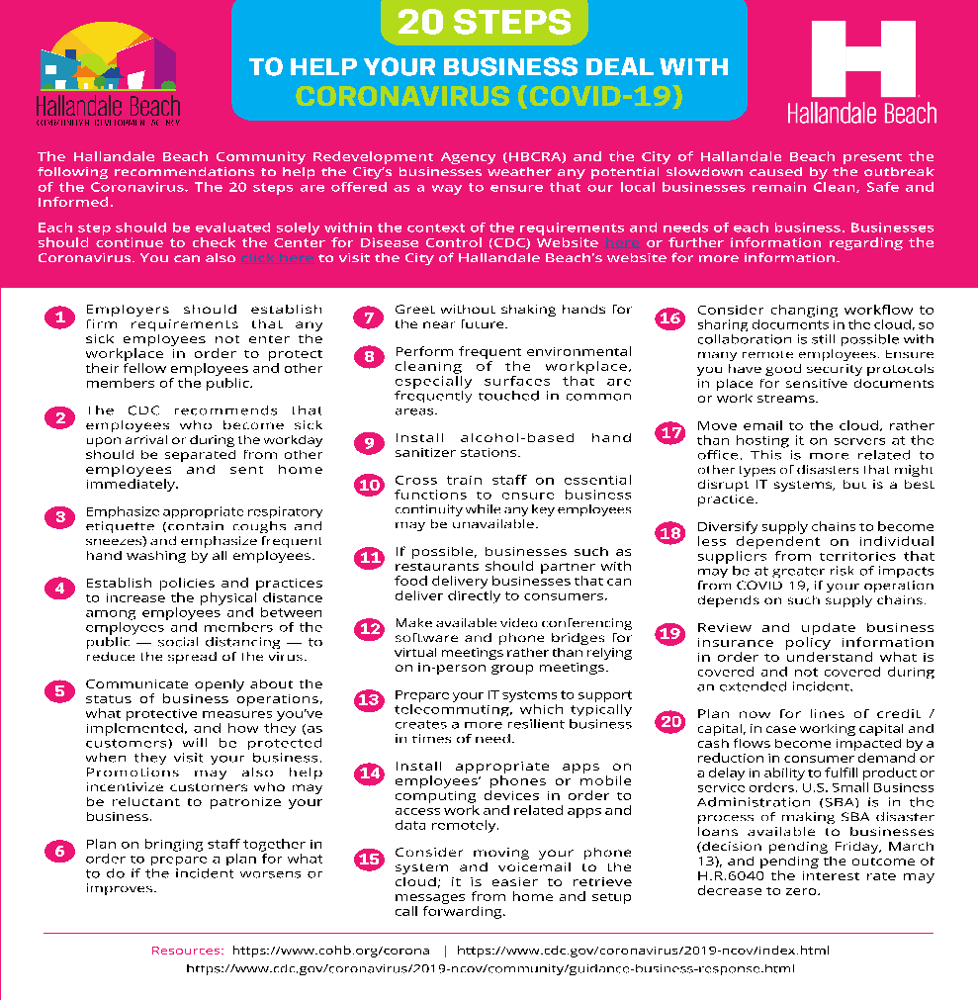 20 STEPS
TO HELP YOUR BUSINESS DEAL WITH
CORONAVIRUS (COVID-19)
Hallandale Beach
COMMUNITY REDEVELOPMENT AGENCY
H
Hallandale Beach
The Hallandale Beach Community Redevelopment Agency (HBCRA) and the City of Hallandale Beach present the
following recommendations to help the City's businesses weather any potential slowdown caused by the outbreak
of the Coronavirus. The 20 steps are offered as a way to ensure that our local businesses remain Clean, Safe and
Informed.
Each step should be evaluated solely within the context of the requirements and needs of each business. Businesses
should continue to check the Center for Disease Control (CDC) Website here or further information regarding the
Coronavirus. You can also click here to visit the City of Hallandale Beach's website for more information.
1 Employers should establish
firm requirements that any
sick employees not enter the
workplace in order to protect
their fellow employees and other
members of the public.
2 The CDC recommends that
employees who become sick
upon arrival or during the workday
should be separated from other
employees and sent home
immediately.
3 Emphasize appropriate respiratory
etiquette (contain coughs and
sneezes) and emphasize frequent
hand washing by all employees.
4 Establish policies and practices
to increase the physical distance
among employees and between
employees and members of the
public — social distancing — to
reduce the spread of the virus.
5 Communicate openly about the
status of business operations,
what protective measures you've
implemented, and how they (as
customers) will be protected
when they visit your business.
Promotions may also help
incentivize customers who may
be reluctant to patronize your
business.
6 Plan on bringing staff together in
order to prepare a plan for what
to do if the incident worsens or
improves.
7 Greet without shaking hands for
the near future.
8 Perform frequent environmental
cleaning of the workplace,
especially surfaces that are
frequently touched in common
areas.
9 Install alcohol-based hand
sanitizer stations.
10 Cross train staff on essential
functions to ensure business
continuity while any key employees
may be unavailable.
11 If possible, businesses such as
restaurants should partner with
food delivery businesses that can
deliver directly to consumers.
12 Make available video conferencing
software and phone bridges for
virtual meetings rather than relying
on in-person group meetings.
13 Prepare your IT systems to support
telecommuting, which typically
creates a more resilient business
in times of need.
14 Install appropriate apps on
employees' phones or mobile
computing devices in order to
access work and related apps and
data remotely.
15 Consider moving your phone
system and voicemail to the
cloud; it is easier to retrieve
messages from home and setup
call forwarding.
16 Consider changing workflow to
sharing documents in the cloud, so
collaboration is still possible with
many remote employees. Ensure
you have good security protocols
in place for sensitive documents
or work streams.
17 Move email to the cloud, rather
than hosting it on servers at the
office. This is more related to
other types of disasters that might
disrupt IT systems, but is a best
practice.
18 Diversify supply chains to become
less dependent on individual
suppliers from territories that
may be at greater risk of impacts
from COVID 19, if your operation
depends on such supply chains.
19 Review and update business
insurance policy information
in order to understand what is
covered and not covered during
an extended incident.
20 Plan now for lines of credit /
capital, in case working capital and
cash flows become impacted by a
reduction in consumer demand or
a delay in ability to fulfill product or
service orders. U.S. Small Business
Administration (SBA) is in the
process of making SBA disaster
loans available to businesses
(decision pending Friday, March
13), and pending the outcome of
H.R.6040 the interest rate may
decrease to zero.
Resources: https://www.cohb.org/corona | https://www.cdc.gov/coronavirus/2019-ncov/index.html
https://www.cdc.gov/coronavirus/2019-ncov/community/guidance-business-response.html